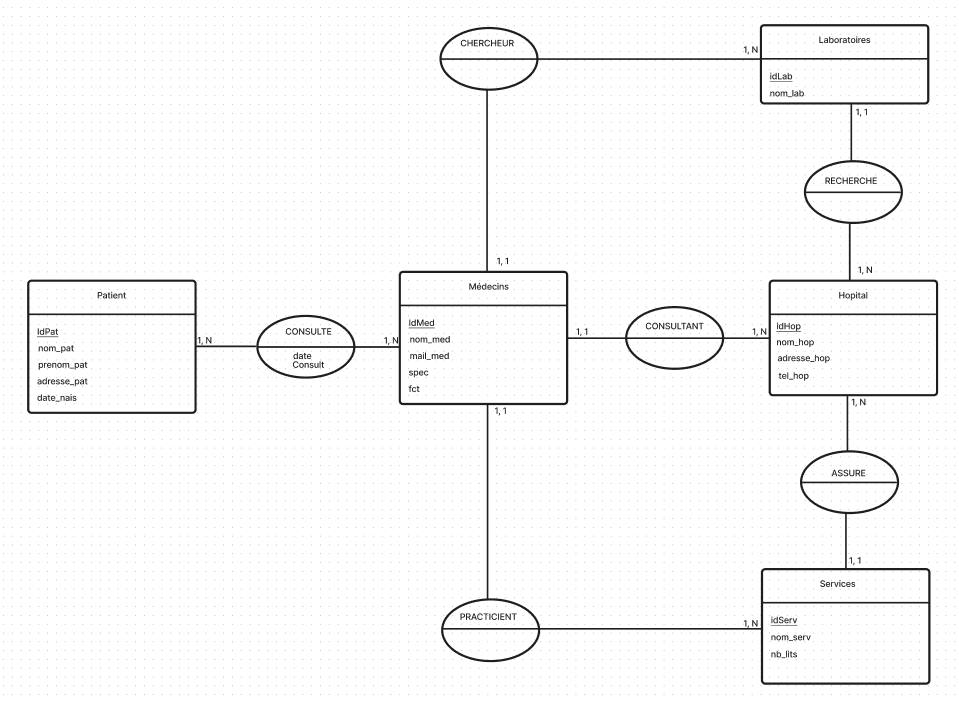 CHERCHEUR
1, N
Laboratoires
idLab
nom_lab
1, 1
RECHERCHE
1, N
1, 1
Patient
IdPat
nom_pat
prenom_pat
adresse_pat
date_nais
1, N
CONSULTE
date
Consult
1, N
Médecins
IdMed
nom_med
mail_med
spec
fct
1, 1
CONSULTANT
1, N
Hopital
idHop
nom_hop
adresse_hop
tel_hop
1, N
1, 1
ASSURE
1, 1
PRACTICIENT
1, N
Services
idServ
nom_serv
nb_lits